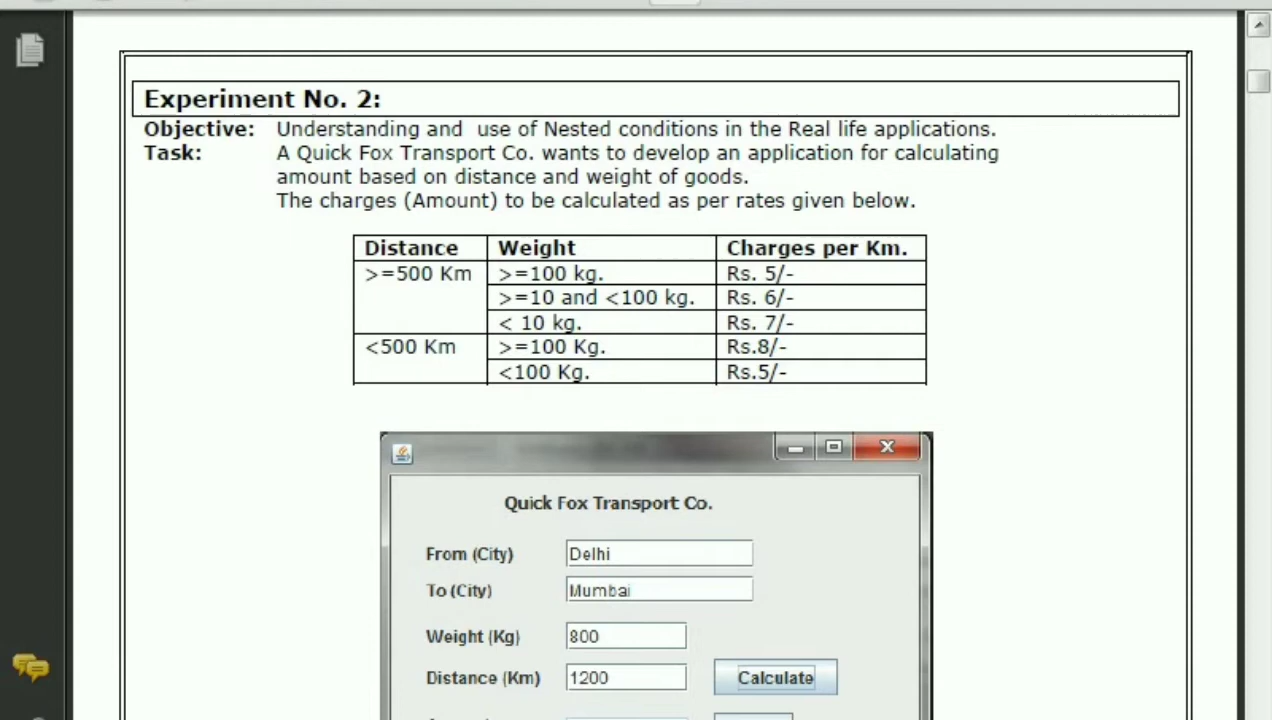 Experiment No. 2:
Objective: Understanding and use of Nested conditions in the Real life applications.
Task: A Quick Fox Transport Co. wants to develop an application for calculating
amount based on distance and weight of goods.
The charges (Amount) to be calculated as per rates given below.
Distance Weight Charges per Km.
>=500 Km >=100 kg. Rs. 5/-
>=10 and <100 kg. Rs. 6/-
< 10 kg. Rs. 7/-
<500 Km >=100 Kg. Rs.8/-
<100 Kg. Rs.5/-
Quick Fox Transport Co.
From (City) Delhi
To (City) Mumbai
Weight (Kg) 800
Distance (Km) 1200 Calculate